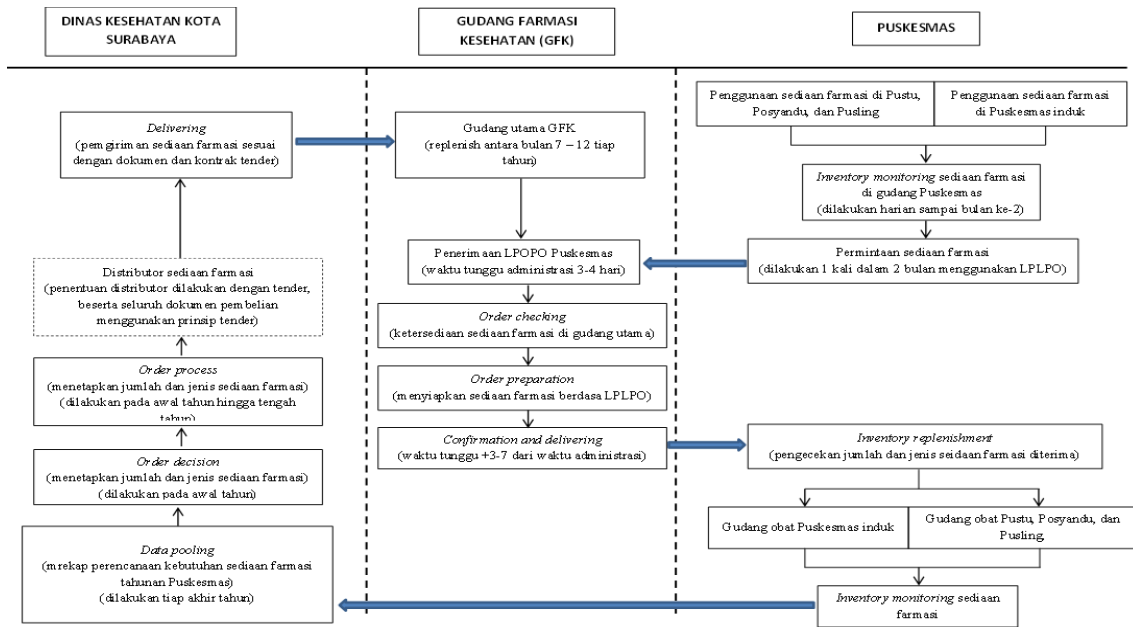 DINAS KESEHATAN KOTA
SURABAYA
GUDANG FARMASI
KESEHATAN (GFK)
PUSKESMAS
Delivering
(pemgiriman sediaan farmasi sesuai
dengan dokumen dan kontrak tender)
Distributor sediaan farmasi
(penentuan distributor dilakukan dengan tender,
beserta seluruh dokumen pembelian
menggunakan prinsip tender)
Order process
(menetapkan jumlah dan jenis sediaan farmasi)
(dilakukan pada awal tahun hingga tengah
tahun)
Order decision
(menetapkan jumlah dan jenis sediaan farmasi)
(dilakukan pada awal tahun)
Data pooling
(mrekap perencanaan kebutuhan sediaan farmasi
tahunan Puskesmas)
(dilakukan tiap akhir tahun)
Gudang utama GFK
(replenish antara bulan 7 – 12 tiap
tahun)
Penerimaan LPOPO Puskesmas
(waktu tunggu administrasi 3-4 hari)
Order checking
(ketersediaan sediaan farmasi di gudang utama)
Order preparation
(menyiapkan sediaan farmasi berdasa LPLPO)
Confirmation and delivering
(waktu tunggu +3-7 dari waktu administrasi)
Penggunaan sediaan farmasi di Pustu,
Posyandu, dan Pusling
Penggunaan sediaan farmasi
di Puskesmas induk
Inventory monitoring sediaan farmasi
di gudang Puskesmas
(dilakukan harian sampai bulan ke-2)
Permintaan sediaan farmasi
(dilakukan 1 kali dalam 2 bulan menggunakan LPLPO)
Inventory replenishment
(pengecekan jumlah dan jenis seidaan farmasi diterima)
Gudang obat Puskesmas induk
Gudang obat Pustu, Posyandu, dan
Pusling
Inventory monitoring sediaan
farmasi